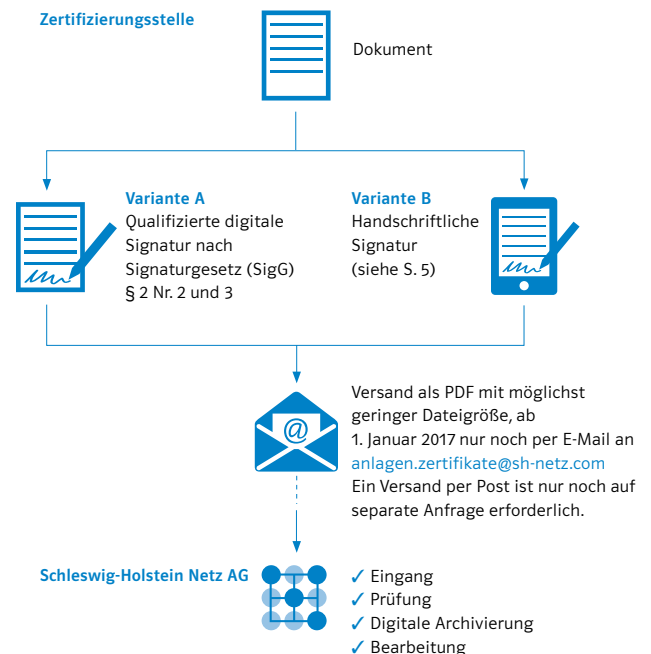 Zertifizierungsstelle
Dokument
Variante A
Qualifizierte digitale
Signatur nach
Signaturgesetz (SigG)
§ 2 Nr. 2 und 3
Variante B
Handschriftliche
Signatur
(siehe S. 5)
@
Versand als PDF mit möglichst
geringer Dateigröße, ab
1. Januar 2017 nur noch per E-Mail an
anlagen.zertifikate@sh-netz.com
Ein Versand per Post ist nur noch auf
separate Anfrage erforderlich.
Schleswig-Holstein Netz AG
✓ Eingang
✓ Prüfung
✓ Digitale Archivierung
✓ Bearbeitung